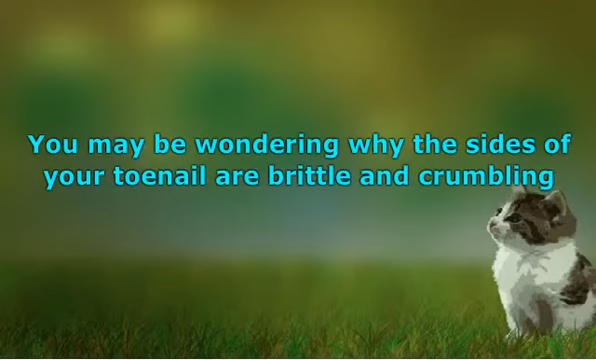 You may be wondering why the sides of
your toenail are brittle and crumbling